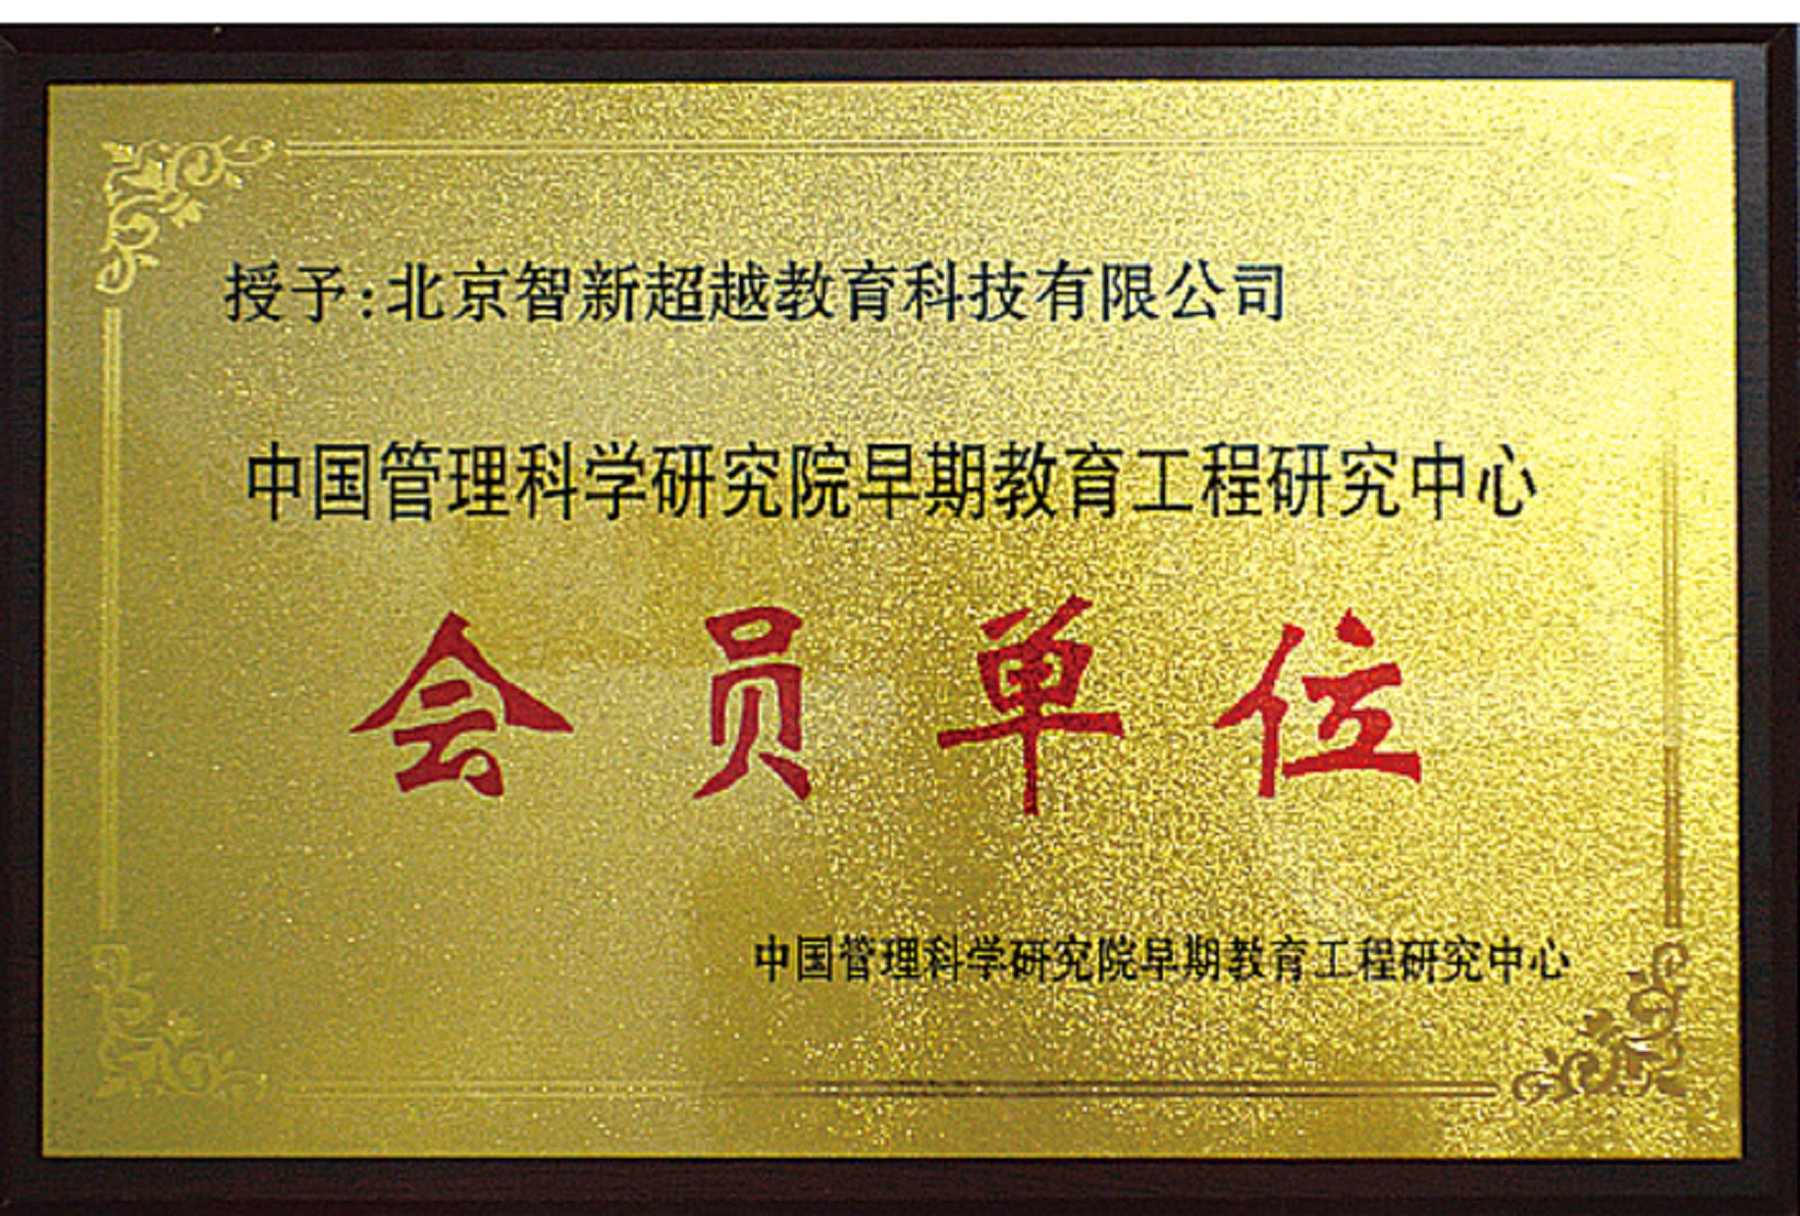 授予:北京智新超越教育科技有限公司
中国管理科学研究院早期教育工程研究中心
会员单位
中国管理科学研究院早期教育工程研究中心